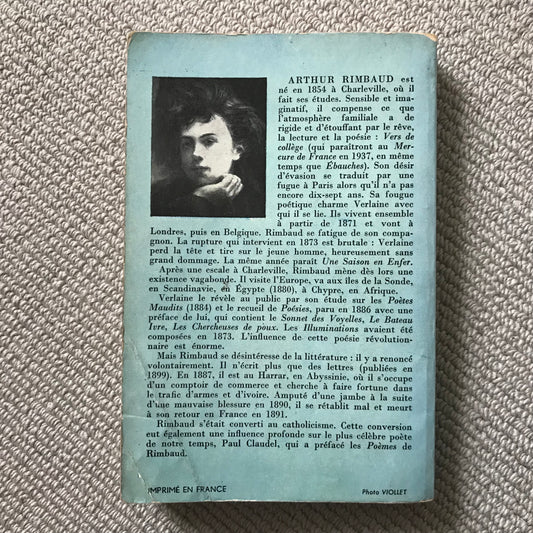 ARTHUR RIMBAUD est
né en 1854 à Charleville, où il
fait ses études. Sensible et ima-
ginatif, il compense ce que
l'atmosphère familiale a de
rigide et d'étouffant par le rêve,
la lecture et la poésie : Vers de
collège (qui paraîtront au Mer-
cure de France en 1937, en même
temps que Ébauches). Son désir
d'évasion se traduit par une
fugue à Paris alors qu'il n'a pas
encore dix-sept ans. Sa fougue
poétique charme Verlaine avec
qui il se lie. Ils vivent ensemble
à partir de 1871 et vont à
Londres, puis en Belgique. Rimbaud se fatigue de son compa-
gnon. La rupture qui intervient en 1873 est brutale : Verlaine
perd la tête et tire sur le jeune homme, heureusement sans
grand dommage. La même année paraît Une Saison en Enfer.
Après une escale à Charleville, Rimbaud mène dès lors une
existence vagabonde. Il visite l'Europe, va aux îles de la Sonde,
en Scandinavie, en Égypte (1880), à Chypre, en Afrique.
Verlaine le révèle au public par son étude sur les Poètes
Maudits (1884) et le recueil de Poésies, paru en 1886 avec une
préface de lui, qui contient le Sonnet des Voyelles, Le Bateau
Ivre, Les Chercheuses de poux. Les Illuminations avaient été
composées en 1873. L'influence de cette poésie révolution-
naire est énorme.
Mais Rimbaud se désintéresse de la littérature : il y a renoncé
volontairement. Il n'écrit plus que des lettres (publiées en
1899). En 1887, il est au Harrar, en Abyssinie, où il s'occupe
d'un comptoir de commerce et cherche à faire fortune dans
le trafic d'armes et d'ivoire. Amputé d'une jambe à la suite
d'une mauvaise blessure en 1890, il se rétablit mal et meurt
à son retour en France en 1891.
Rimbaud s'était converti au catholicisme. Cette conversion
eut également une influence profonde sur le plus célèbre poète
de notre temps, Paul Claudel, qui a préfacé les Poèmes de
Rimbaud.
IMPRIMÉ EN FRANCE
Photo VIOLLET